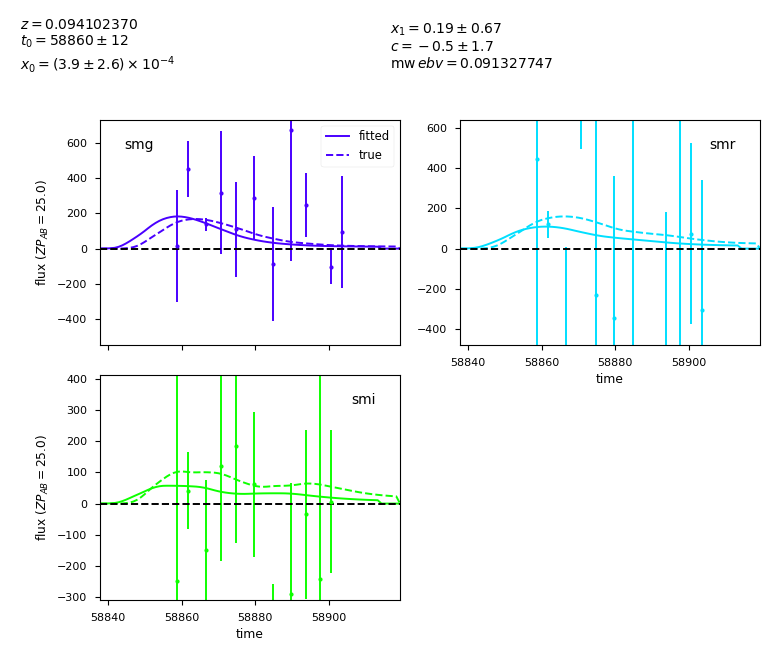 z = 0.094102370
t₀ = 58860 ± 12
x₀ = (3.9 ± 2.6) × 10⁻⁴
x₁ = 0.19 ± 0.67
c = −0.5 ± 1.7
mw ebv = 0.091327747
smg
fitted
true
600
400
200
0
−200
−400
flux (ZP_AB = 25.0)
smr
600
400
200
0
−200
−400
58840 58860 58880 58900
time
smi
400
300
200
100
0
−100
−200
−300
flux (ZP_AB = 25.0)
58840 58860 58880 58900
time